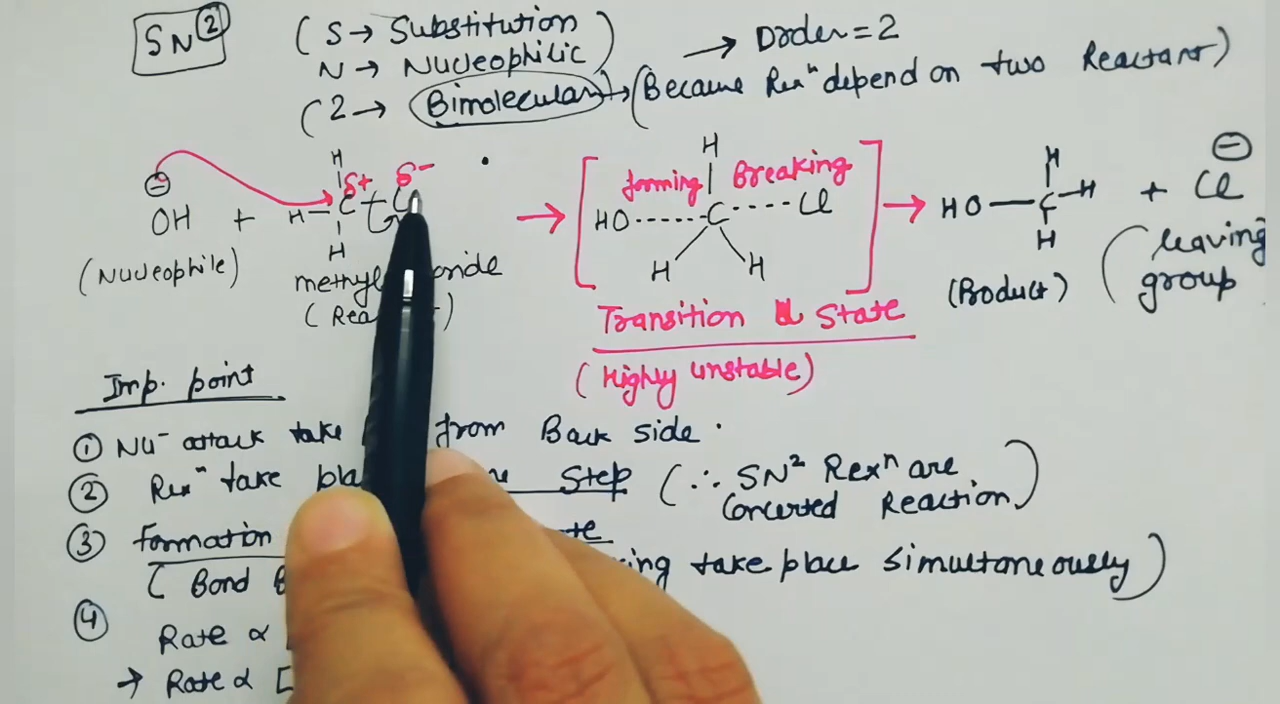 SN②
(S→ Substitution
N → Nucleophilic)
(2→ Bimolecular)→(Because Rexⁿ depend on two Reactant)
→ Order=2
H
δ+ δ-
⊖
OH + H–C–
H
(Nucleophile)
methyl
(
H
forming Breaking
HO------C----Cl
H H
Transition State
(Highly unstable)
H
HO–C–H + Cl⊖
H
(Product)
(leaving
group
Imp. point
① Nu⁻ attack take from Back side.
② Rexⁿ take Step (∴ SN² Rexⁿ are
Concerted Reaction)
③ formation
(Bond take place simultaneously)
④
Rate ∝ [
→ Rate ∝ [